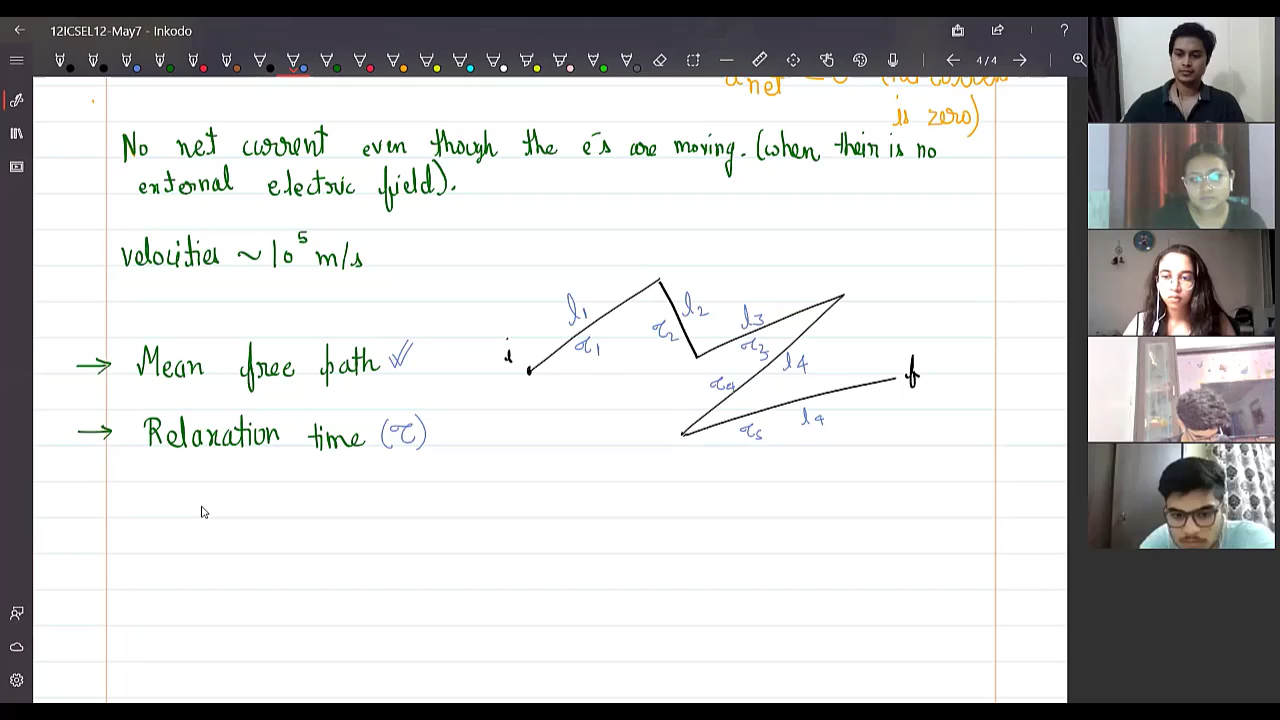 12ICSEL12-May7 - Inkodo
4/4
net
is zero)
No net current even though the e⁻s are moving. (when their is no
external electric field).
velocities ~ 10⁵ m/s
l1 l2 l3
τ1 τ2 τ3
i l4 f
→ Mean free path ✓
τ4
→ Relaxation time (τ)
τ5 l4